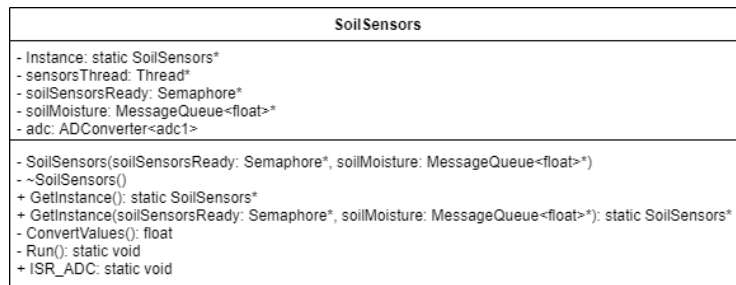 SoilSensors
- Instance: static SoilSensors*
- sensorsThread: Thread*
- soilSensorsReady: Semaphore*
- soilMoisture: MessageQueue<float>*
- adc: ADConverter<adc1>
- SoilSensors(soilSensorsReady: Semaphore*, soilMoisture: MessageQueue<float>*)
- ~SoilSensors()
+ GetInstance(): static SoilSensors*
+ GetInstance(soilSensorsReady: Semaphore*, soilMoisture: MessageQueue<float>*): static SoilSensors*
- ConvertValues(): float
- Run(): static void
+ ISR_ADC: static void